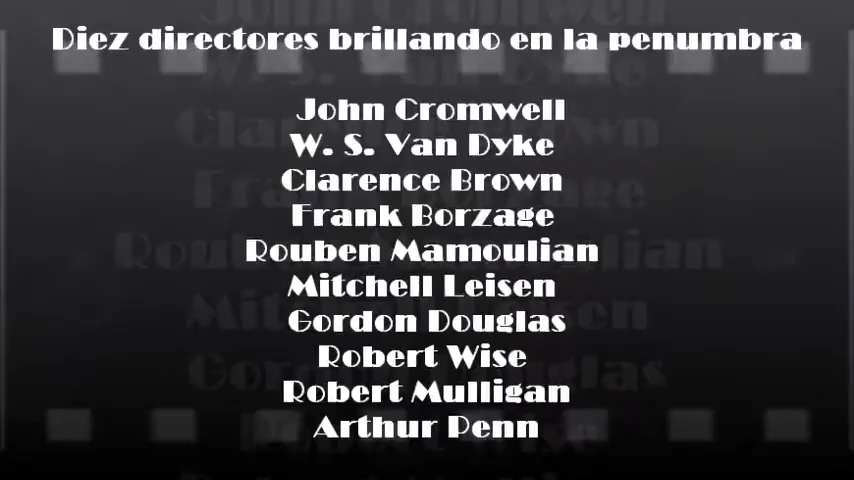 Diez directores brillando en la penumbra
John Cromwell
W. S. Van Dyke
Clarence Brown
Frank Borzage
Rouben Mamoulian
Mitchell Leisen
Gordon Douglas
Robert Wise
Robert Mulligan
Arthur Penn